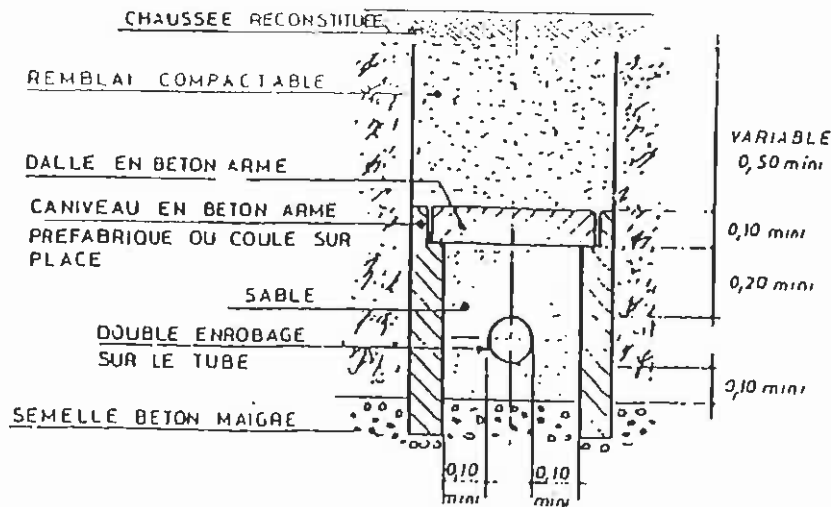 CHAUSSEE RECONSTITUEE
REMBLAI COMPACTABLE
VARIABLE
0,50 mini
DALLE EN BETON ARME
CANIVEAU EN BETON ARME
PREFABRIQUE OU COULE SUR
PLACE
0,10 mini
0,20 mini
SABLE
DOUBLE ENROBAGE
SUR LE TUBE
0,10 mini
SEMELLE BETON MAIGRE
0,10
mini
0,10
mini